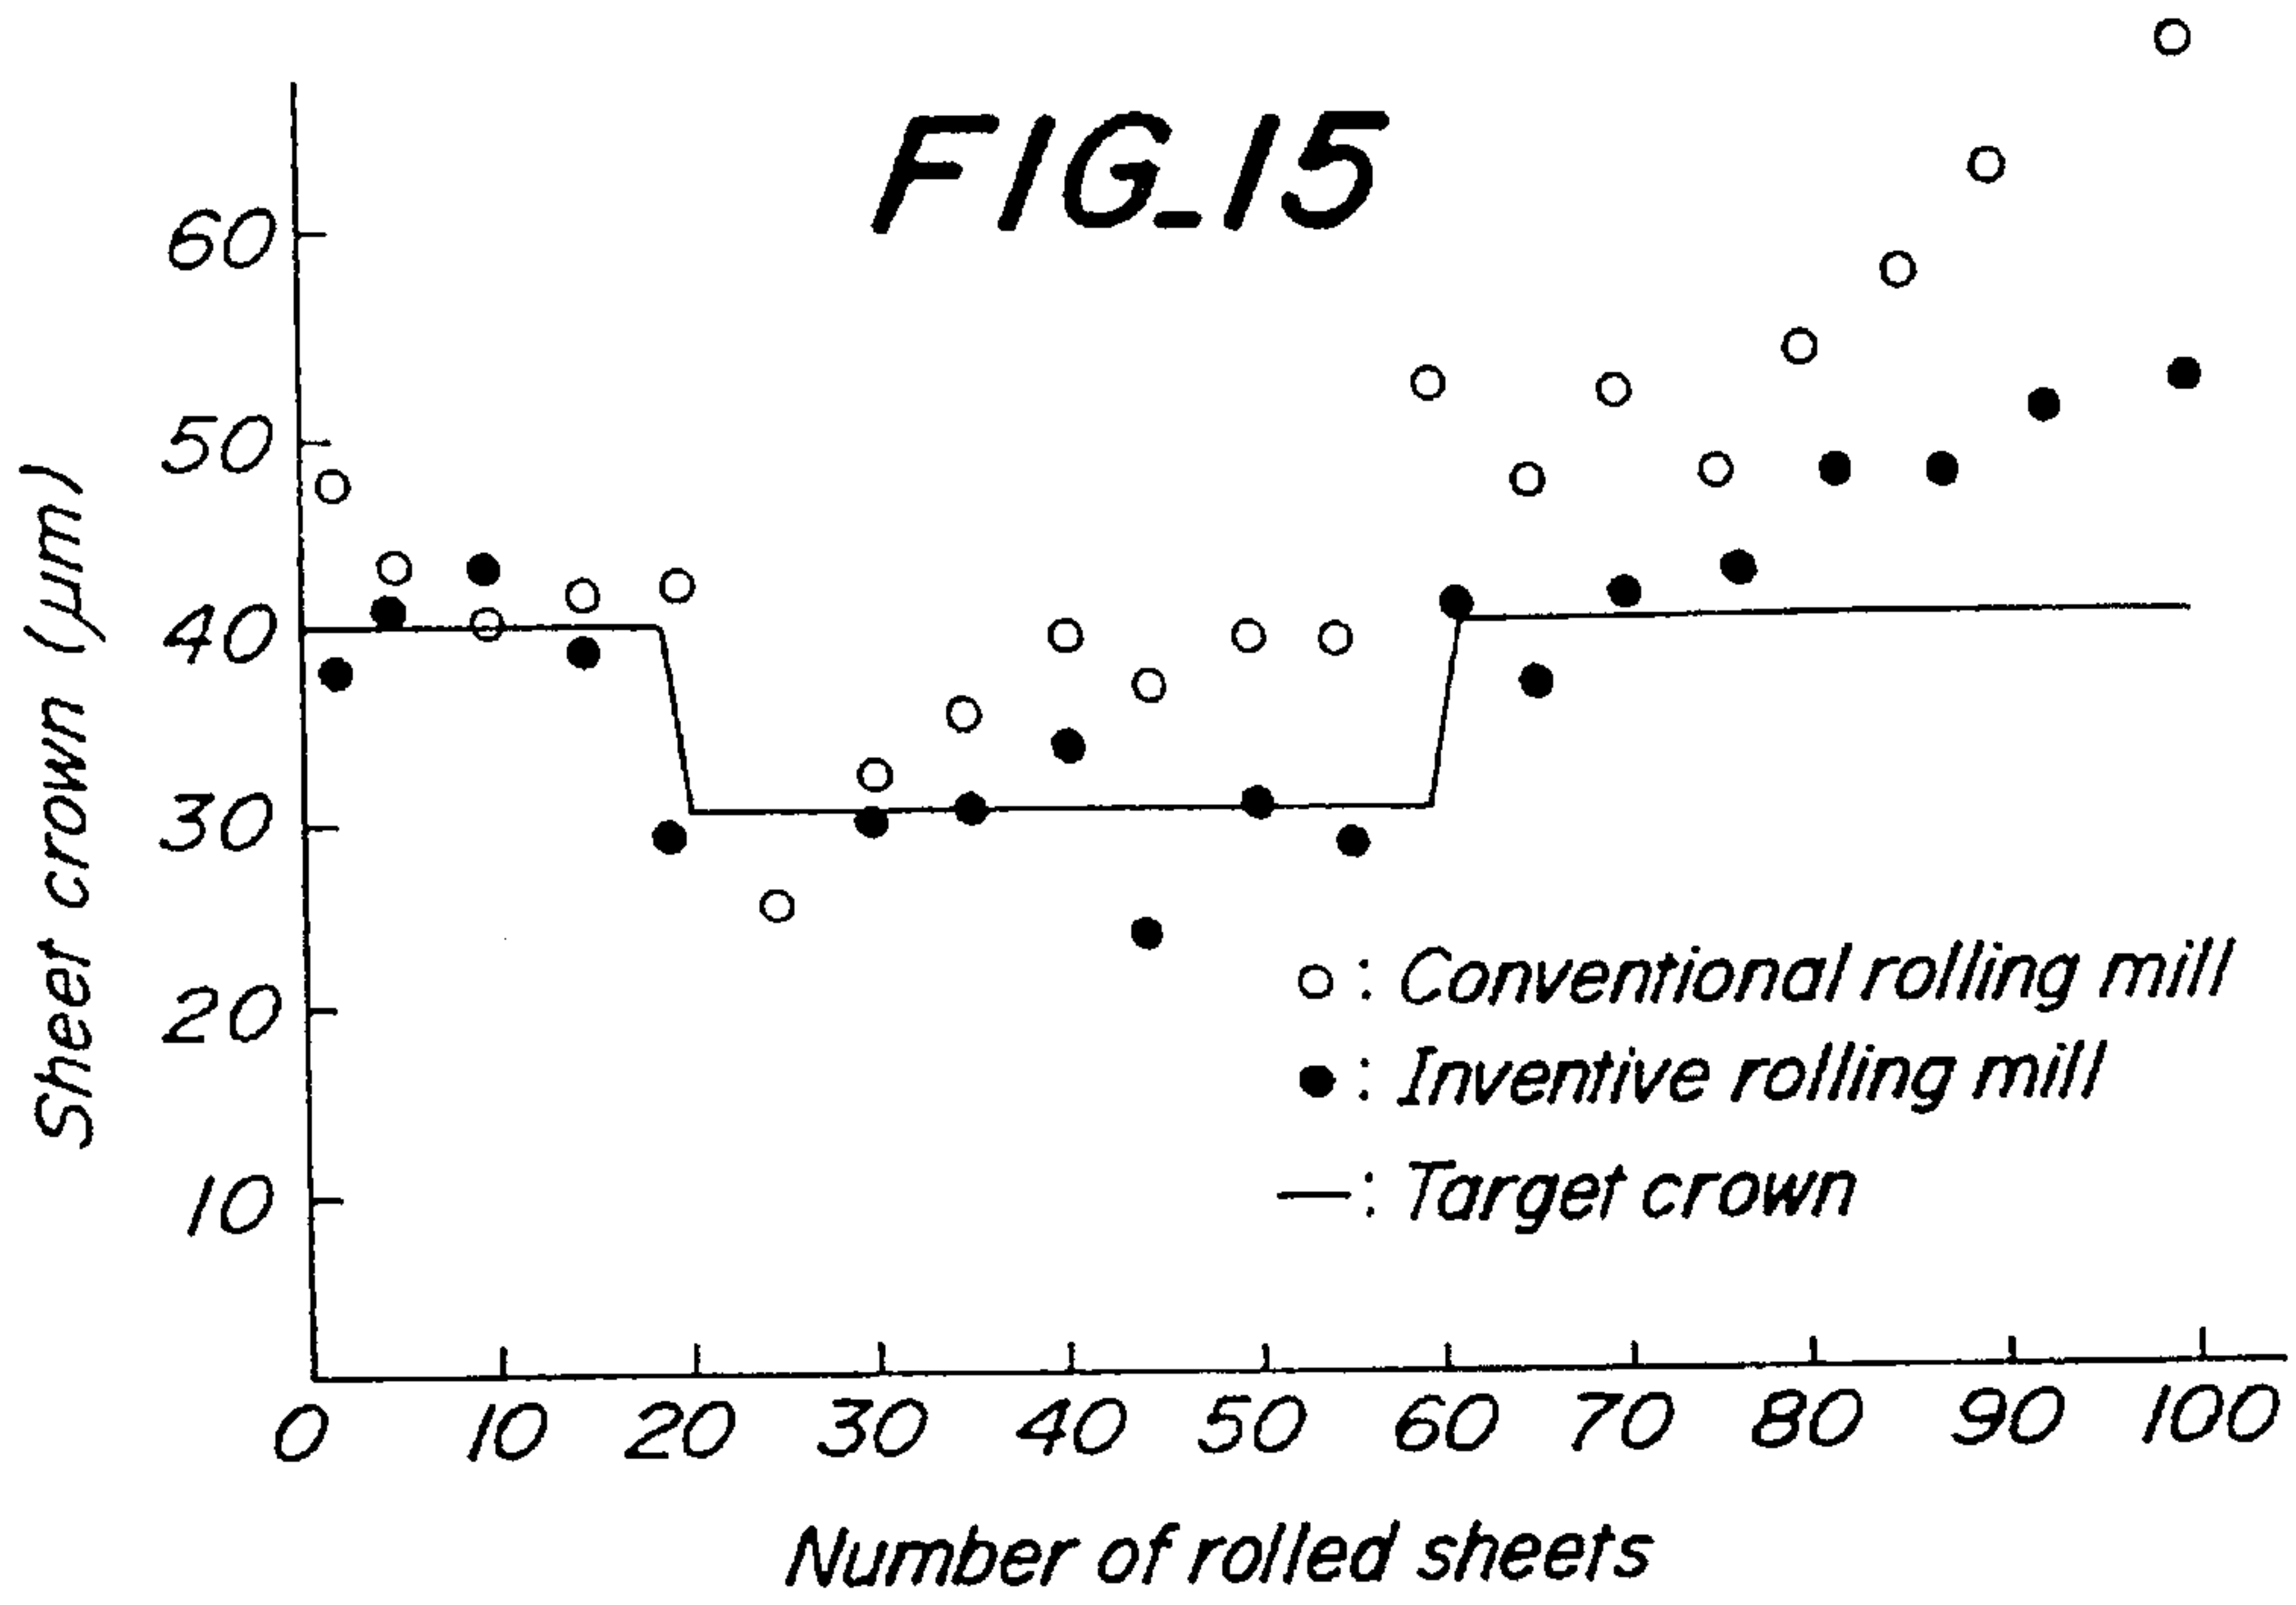 FIG_15
60
50
40
30
20
10
Sheet crown (μm)
○ : Conventional rolling mill
● : Inventive rolling mill
— : Target crown
0 10 20 30 40 50 60 70 80 90 100
Number of rolled sheets